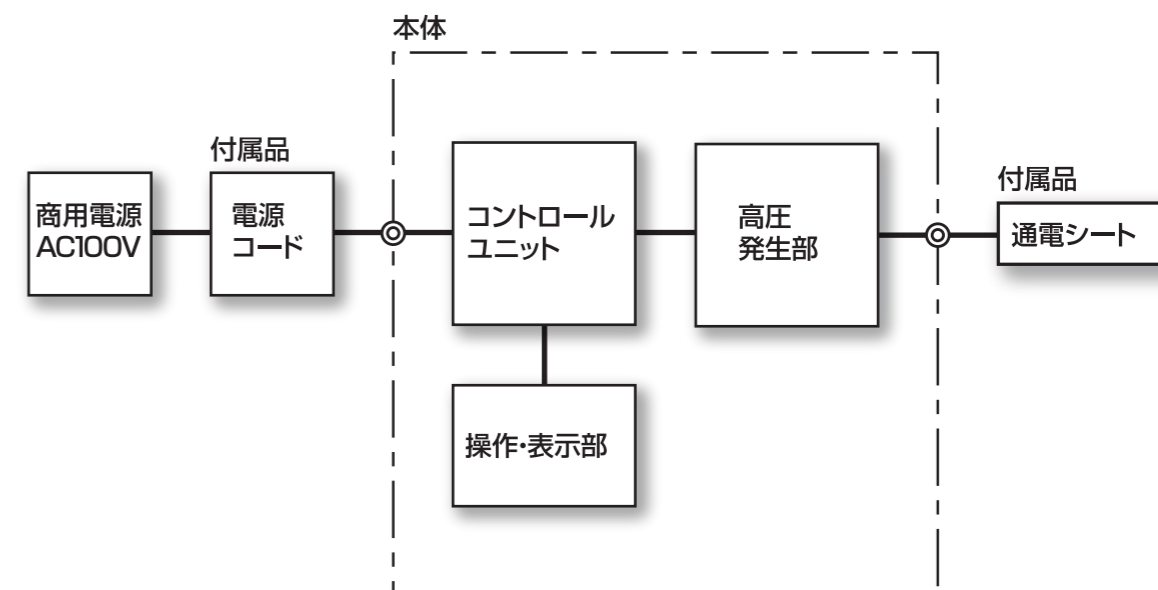 本体
付属品
商用電源
AC100V
電源
コード
コントロール
ユニット
高圧
発生部
付属品
通電シート
操作・表示部